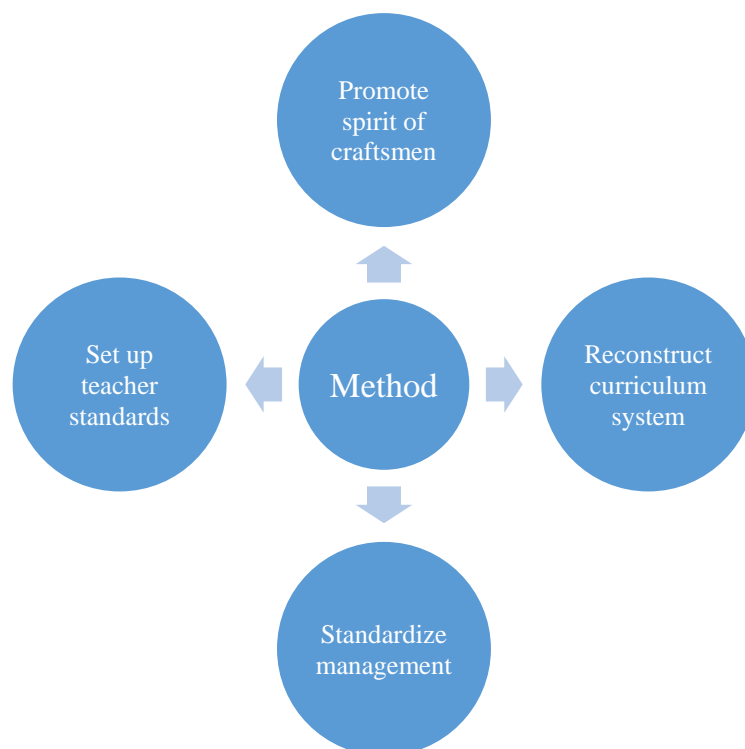 Promote
spirit of
craftsmen
Set up
teacher
standards
Method
Reconstruct
curriculum
system
Standardize
management